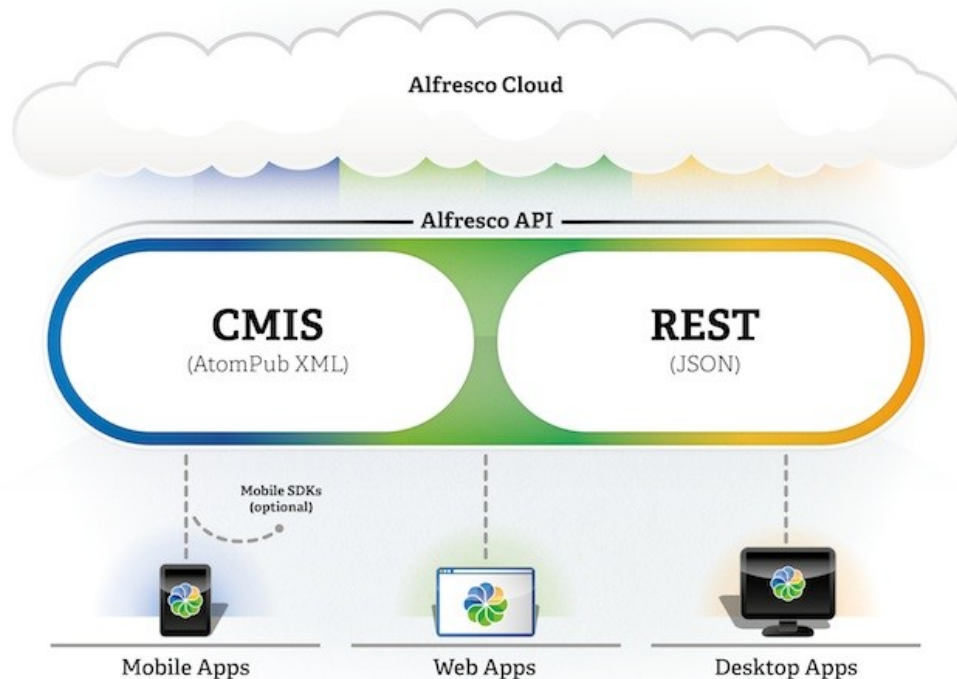 Alfresco Cloud
Alfresco API
CMIS
(AtomPub XML)
REST
(JSON)
Mobile SDKs
(optional)
Mobile Apps
Web Apps
Desktop Apps